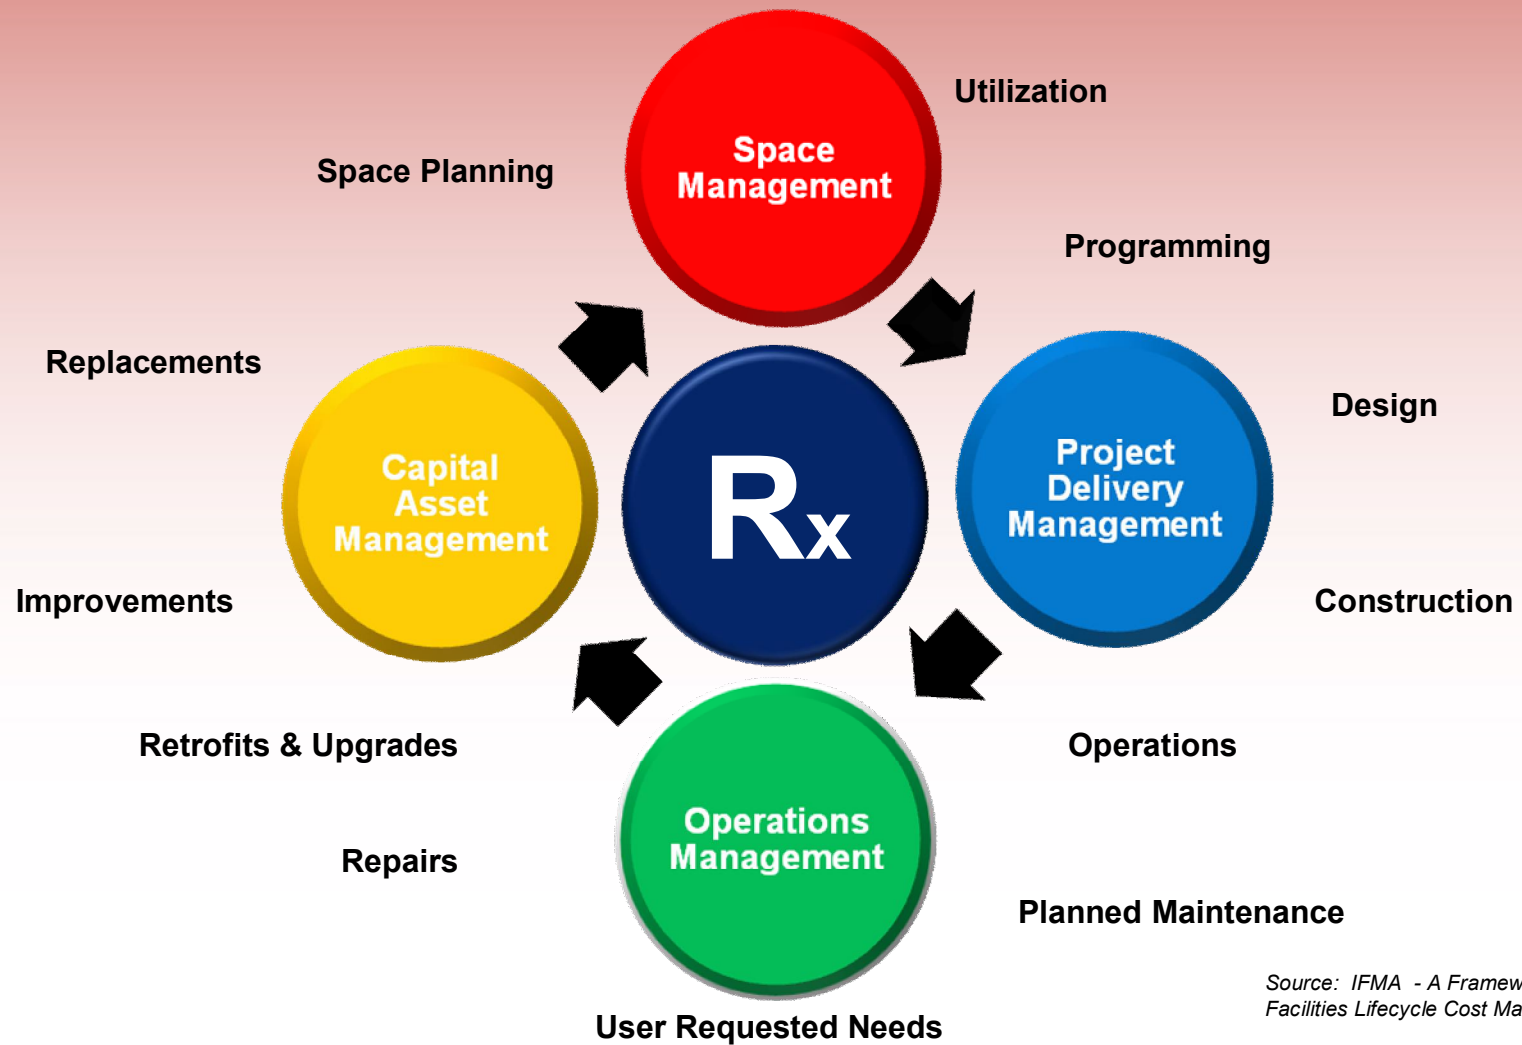 Utilization
Space
Management
Space Planning
Programming
Replacements
Design
Capital
Asset
Management
Rx
Project
Delivery
Management
Improvements
Construction
Retrofits & Upgrades
Operations
Operations
Management
Repairs
Planned Maintenance
Source: IFMA - A Framew
Facilities Lifecycle Cost Ma
User Requested Needs